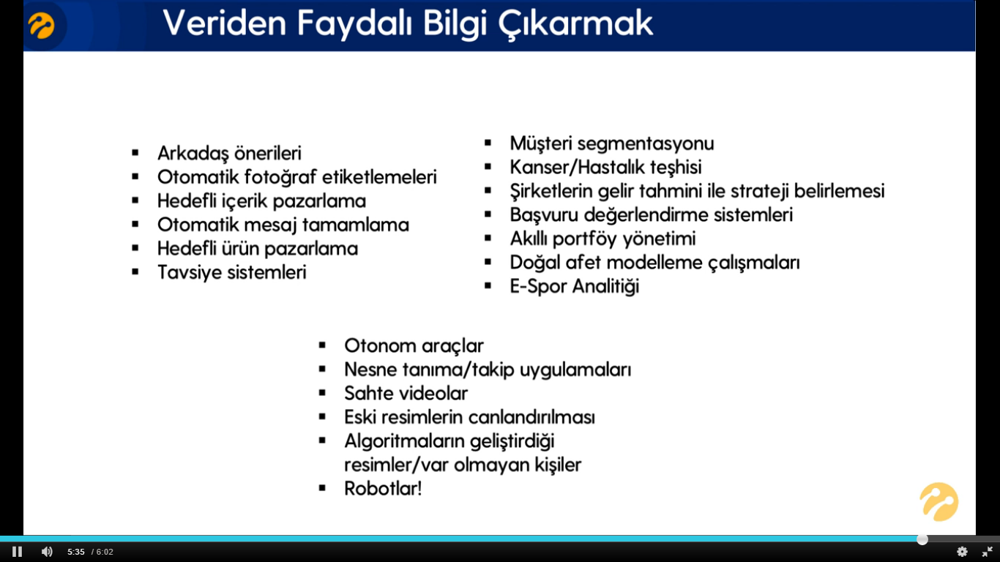 Veriden Faydalı Bilgi Çıkarmak
▪ Arkadaş önerileri
▪ Otomatik fotoğraf etiketlemeleri
▪ Hedefli içerik pazarlama
▪ Otomatik mesaj tamamlama
▪ Hedefli ürün pazarlama
▪ Tavsiye sistemleri
▪ Müşteri segmentasyonu
▪ Kanser/Hastalık teşhisi
▪ Şirketlerin gelir tahmini ile strateji belirlemesi
▪ Başvuru değerlendirme sistemleri
▪ Akıllı portföy yönetimi
▪ Doğal afet modelleme çalışmaları
▪ E-Spor Analitiği
▪ Otonom araçlar
▪ Nesne tanıma/takip uygulamaları
▪ Sahte videolar
▪ Eski resimlerin canlandırılması
▪ Algoritmaların geliştirdiği
resimler/var olmayan kişiler
▪ Robotlar!
5:35 / 6:02